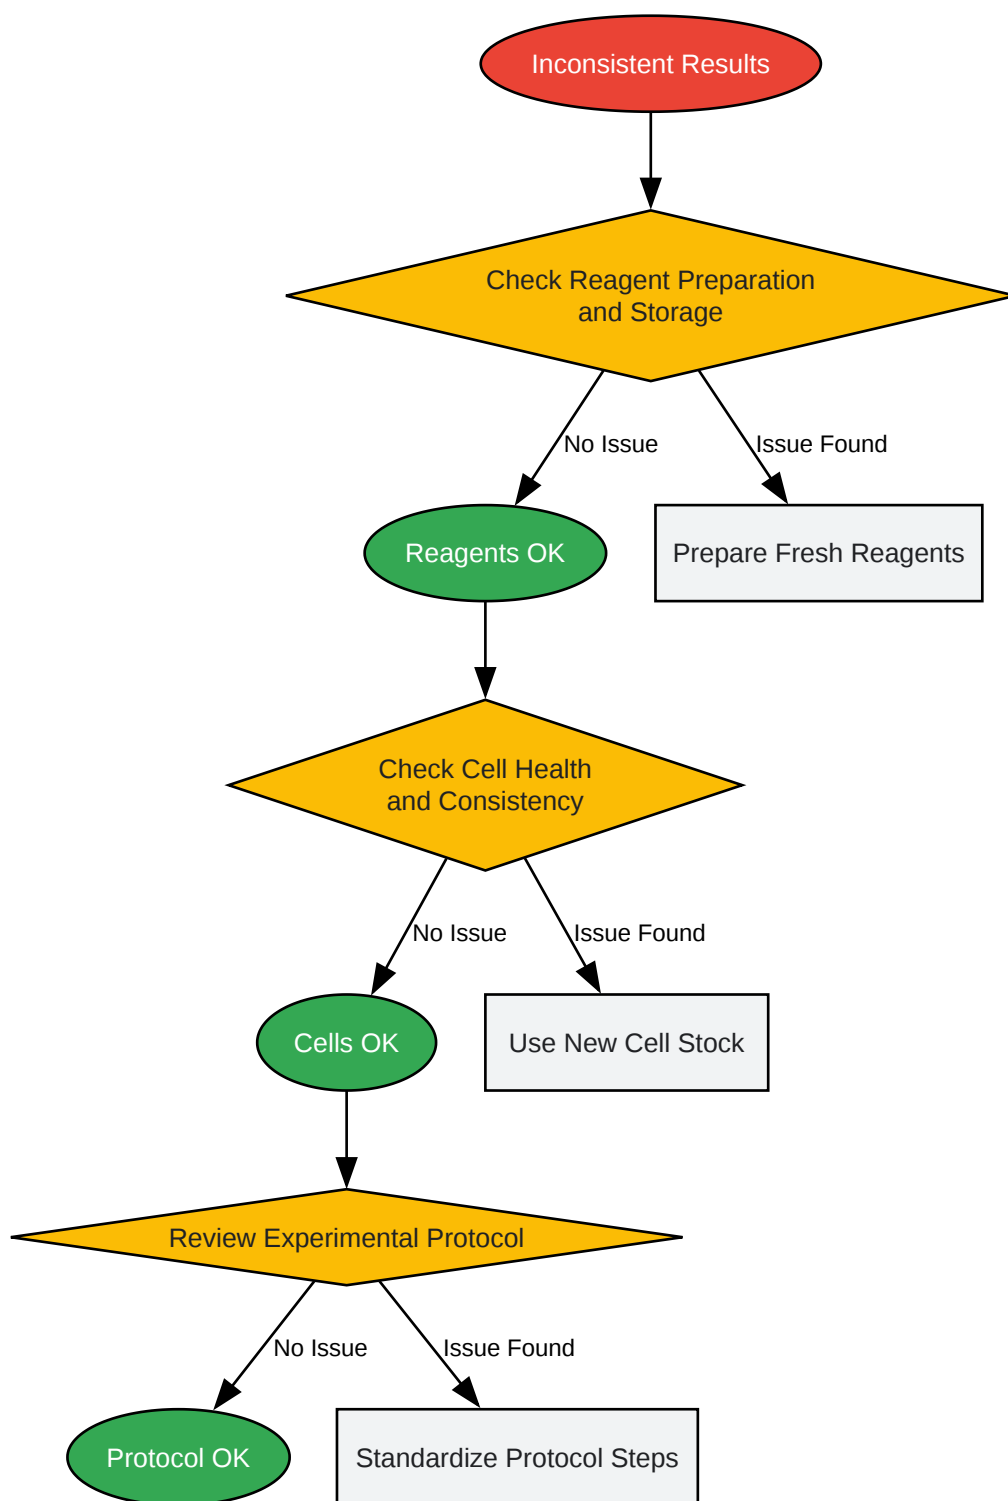 Inconsistent Results
Check Reagent Preparation
and Storage
No Issue
Issue Found
Reagents OK
Prepare Fresh Reagents
Check Cell Health
and Consistency
No Issue
Issue Found
Cells OK
Use New Cell Stock
Review Experimental Protocol
No Issue
Issue Found
Protocol OK
Standardize Protocol Steps